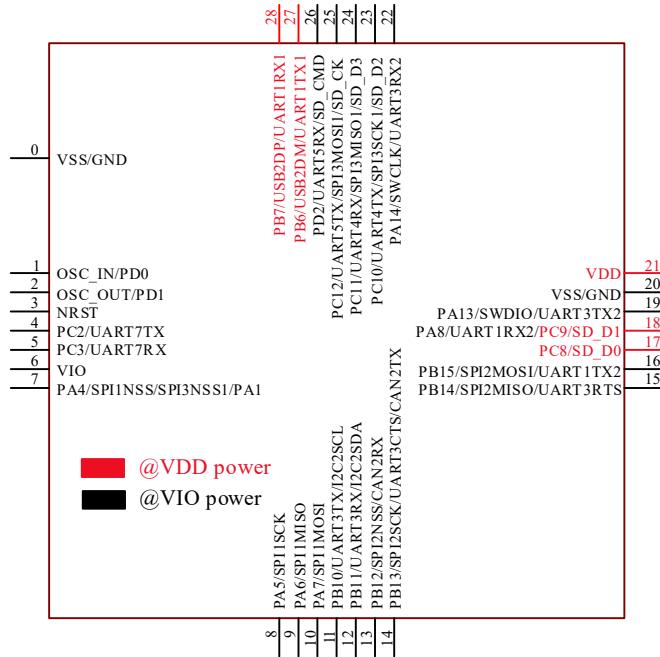 28
27
26
25
24
23
22
PB7/USB2DP/UART1RX1
PB6/USB2DM/UART1TX1
PD2/UART5RX/SD_CMD
PC12/UART5TX/SPI3MOSI1/SD_CK
PC11/UART4RX/SPI3MISO1/SD_D3
PC10/UART4TX/SPI3SCK1/SD_D2
PA14/SWCLK/UART3RX2
0 VSS/GND
1 OSC_IN/PD0
2 OSC_OUT/PD1
3 NRST
4 PC2/UART7TX
5 PC3/UART7RX
6 VIO
7 PA4/SPI1NSS/SPI3NSS1/PA1
VDD 21
VSS/GND 20
PA13/SWDIO/UART3TX2 19
PA8/UART1RX2/PC9/SD_D1 18
PC8/SD_D0 17
PB15/SPI2MOSI/UART1TX2 16
PB14/SPI2MISO/UART3RTS 15
@VDD power
@VIO power
PA5/SPI1SCK
PA6/SPI1MISO
PA7/SPI1MOSI
PB10/UART3TX/I2C2SCL
PB11/UART3RX/I2C2SDA
PB12/SPI2NSS/CAN2RX
PB13/SPI2SCK/UART3CTS/CAN2TX
8
9
10
11
12
13
14